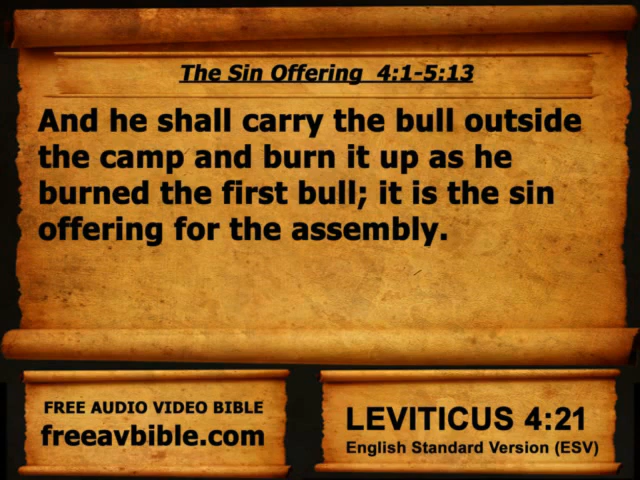 The Sin Offering  4:1-5:13
And he shall carry the bull outside
the camp and burn it up as he
burned the first bull; it is the sin
offering for the assembly.
FREE AUDIO VIDEO BIBLE
freeavbible.com
LEVITICUS 4:21
English Standard Version (ESV)